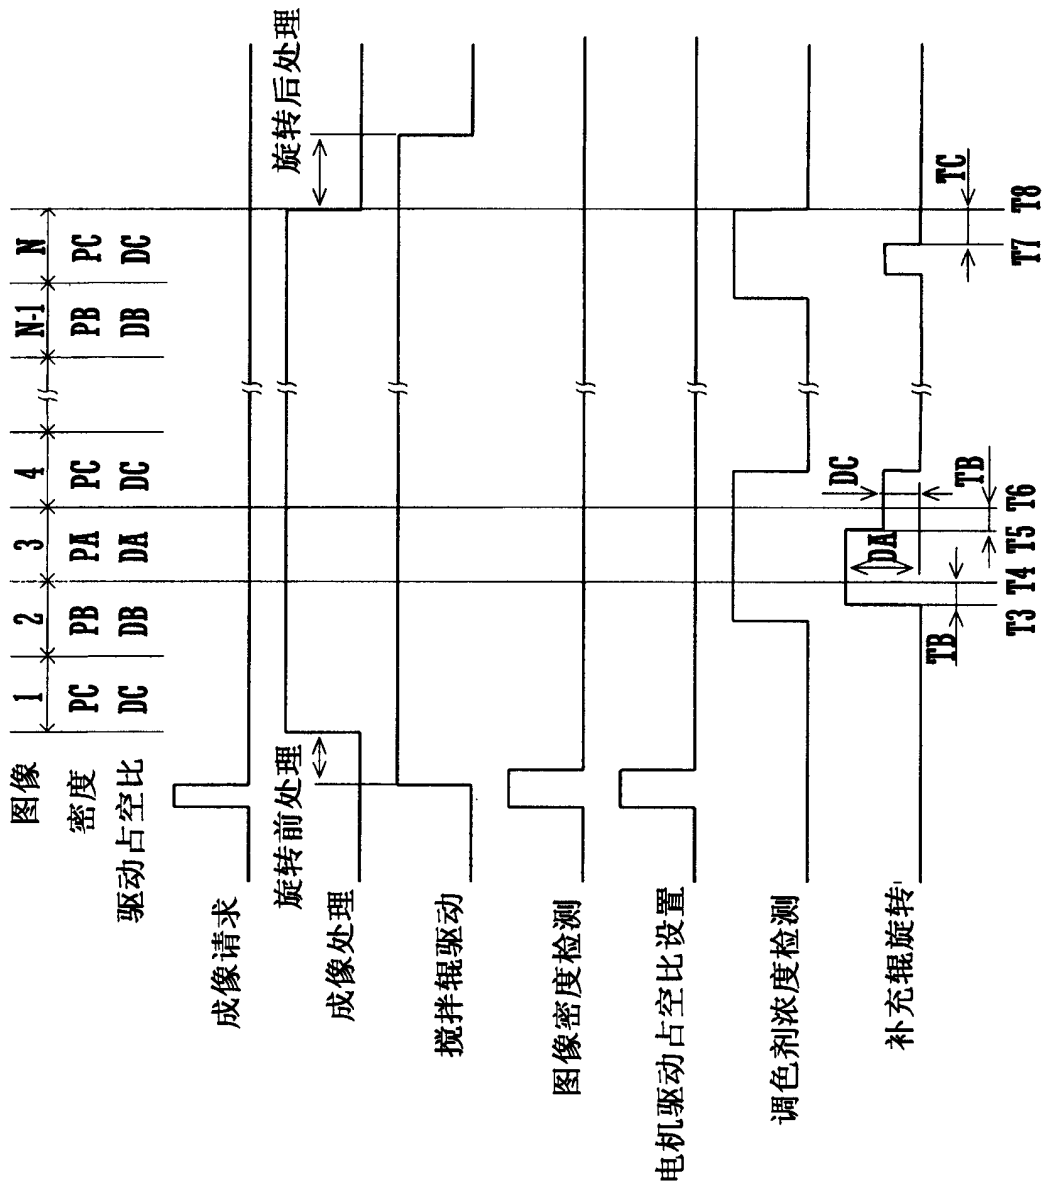 图像 1 2 3 4 N-1 N
密度 PC PB PA PC PB PC
驱动占空比 DC DB DA DC DB DC
成像请求
旋转前处理 旋转后处理
成像处理
搅拌辊驱动
图像密度检测
电机驱动占空比设置
调色剂浓度检测
DC
DA
补充辊旋转
TB TB TC
T3 T4 T5 T6 T7 T8